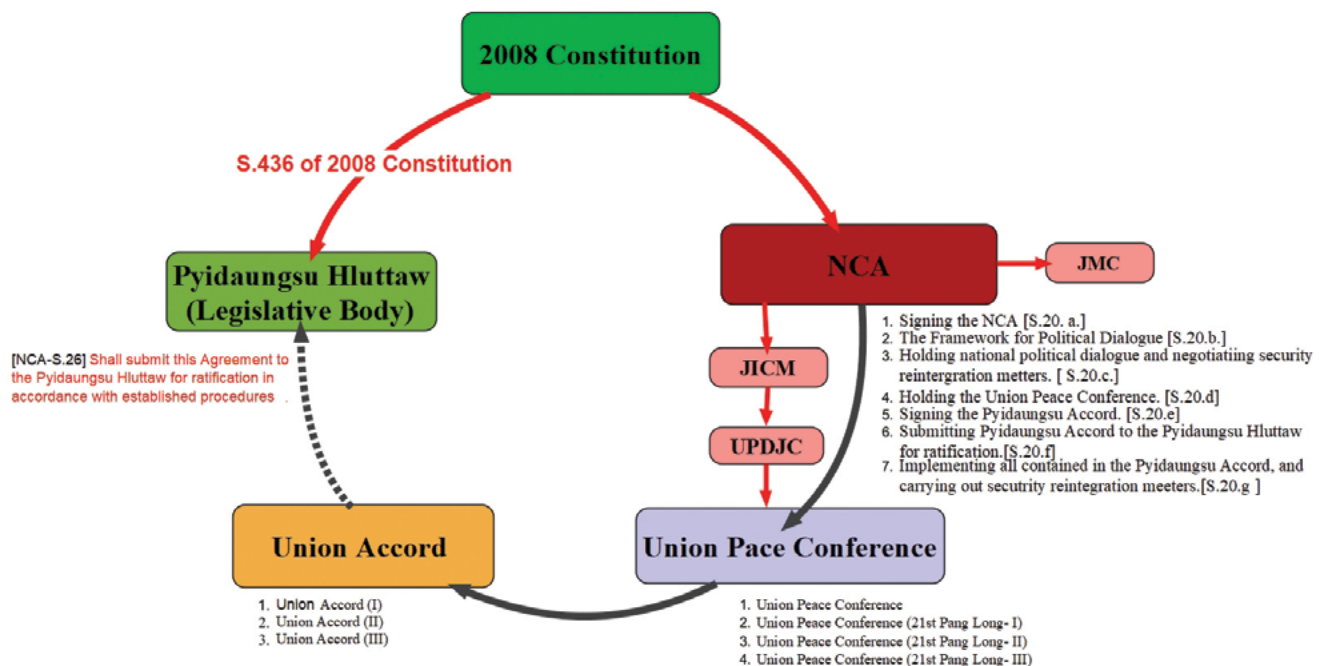 2008 Constitution
S.436 of 2008 Constitution
Pyidaungsu Hluttaw
(Legislative Body)
NCA
JMC
[NCA-S.26] Shall submit this Agreement to
the Pyidaungsu Hluttaw for ratification in
accordance with established procedures .
JICM
UPDJC
1. Signing the NCA [S.20. a.]
2. The Framework for Political Dialogue [S.20.b.]
3. Holding national political dialogue and negotiatiing security
reintergration metters. [ S.20.c.]
4. Holding the Union Peace Conference. [S.20.d]
5. Signing the Pyidaungsu Accord. [S.20.e]
6. Submitting Pyidaungsu Accord to the Pyidaungsu Hluttaw
for ratification.[S.20.f]
7. Implementing all contained in the Pyidaungsu Accord, and
carrying out secutrity reintegration meeters.[S.20.g ]
Union Accord
Union Pace Conference
1. Union Accord (I)
2. Union Accord (II)
3. Union Accord (III)
1. Union Peace Conference
2. Union Peace Conference (21st Pang Long- I)
3. Union Peace Conference (21st Pang Long- II)
4. Union Peace Conference (21st Pang Long- III)